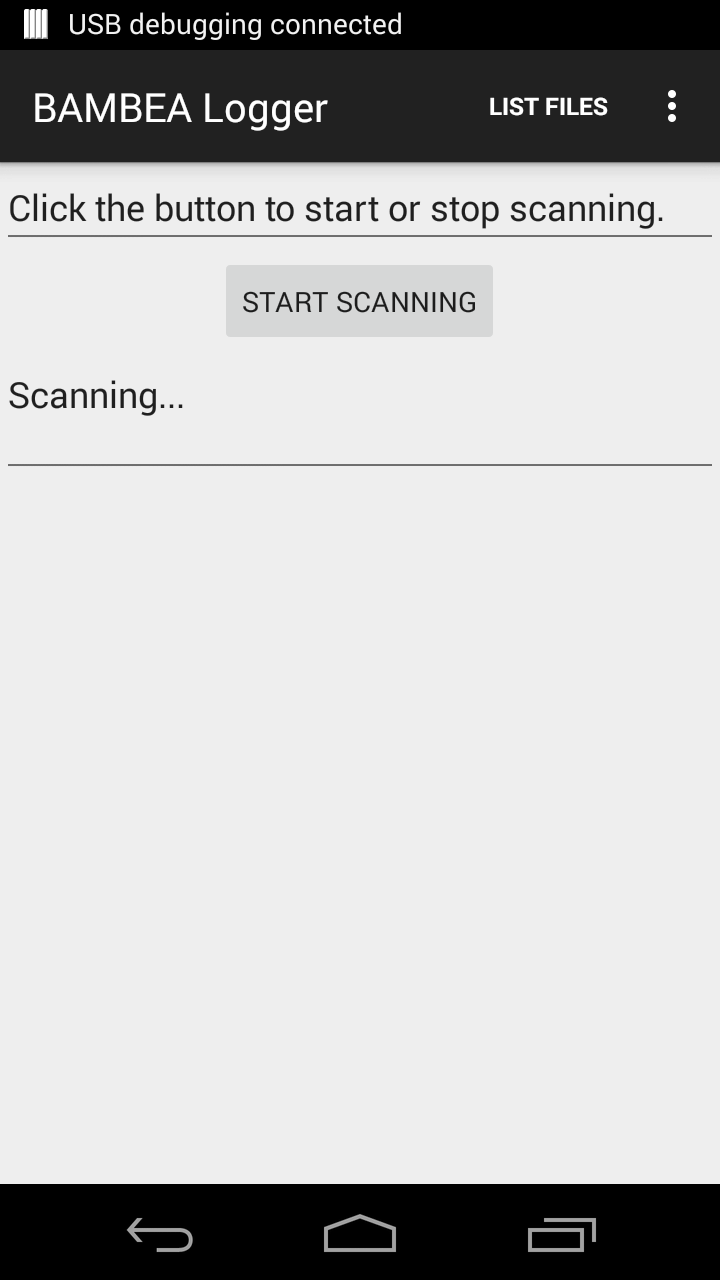 USB debugging connected
BAMBEA Logger LIST FILES
Click the button to start or stop scanning.
START SCANNING
Scanning...